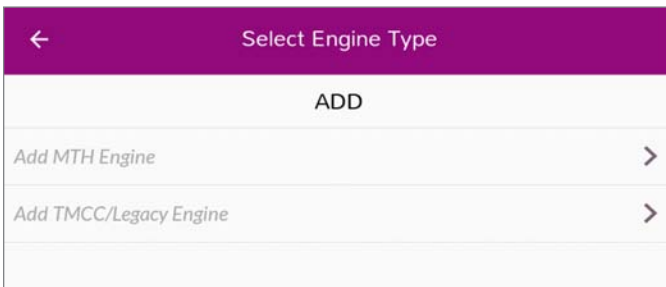 Select Engine Type
ADD
Add MTH Engine
Add TMCC/Legacy Engine